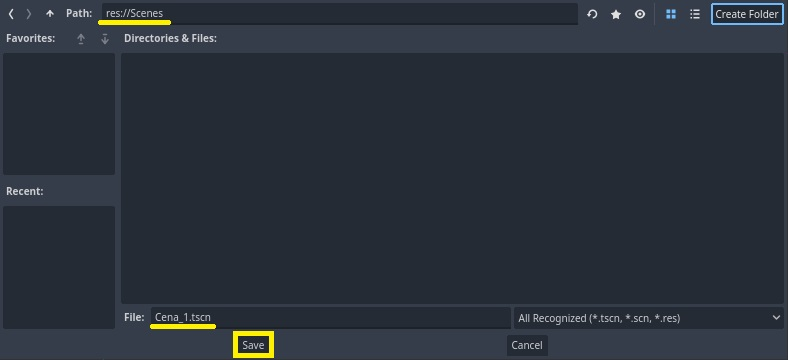 Path: res://Scenes Create Folder
Favorites: Directories & Files:
Recent:
File: Cena_1.tscn All Recognized (*.tscn, *.scn, *.res)
Save Cancel